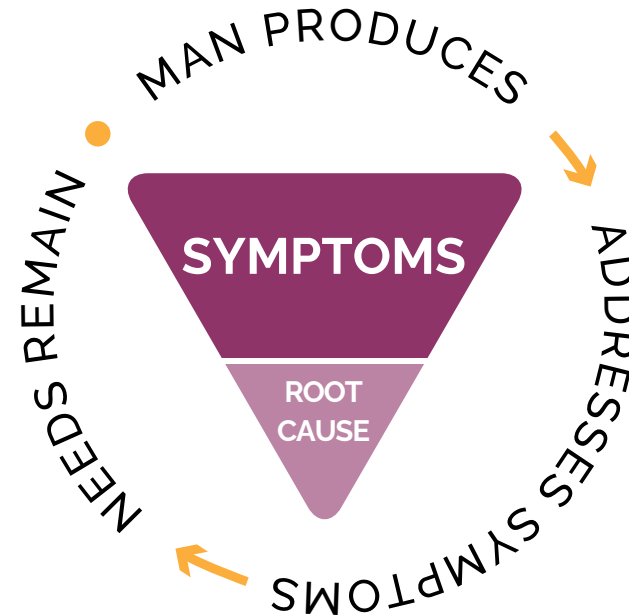 MAN PRODUCES
ADDRESSES SYMPTOMS
NEEDS REMAIN
SYMPTOMS
ROOT
CAUSE